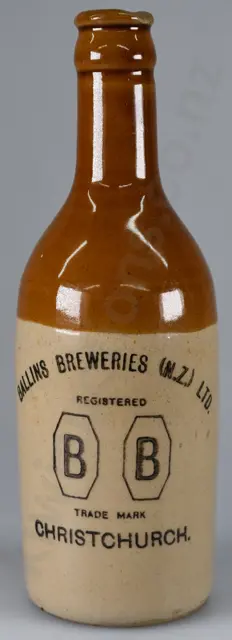 BALLINS BREWERIES (N.Z.) LTD.
REGISTERED
B B
TRADE MARK
CHRISTCHURCH.